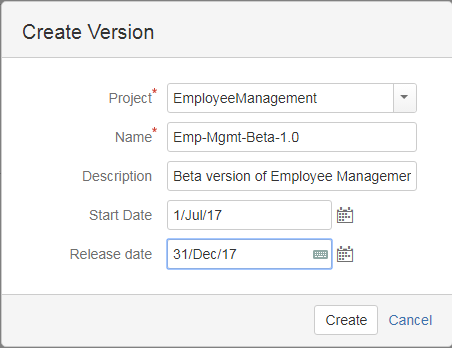 Create Version
Project* EmployeeManagement
Name* Emp-Mgmt-Beta-1.0
Description Beta version of Employee Managemer
Start Date 1/Jul/17
Release date 31/Dec/17
Create Cancel